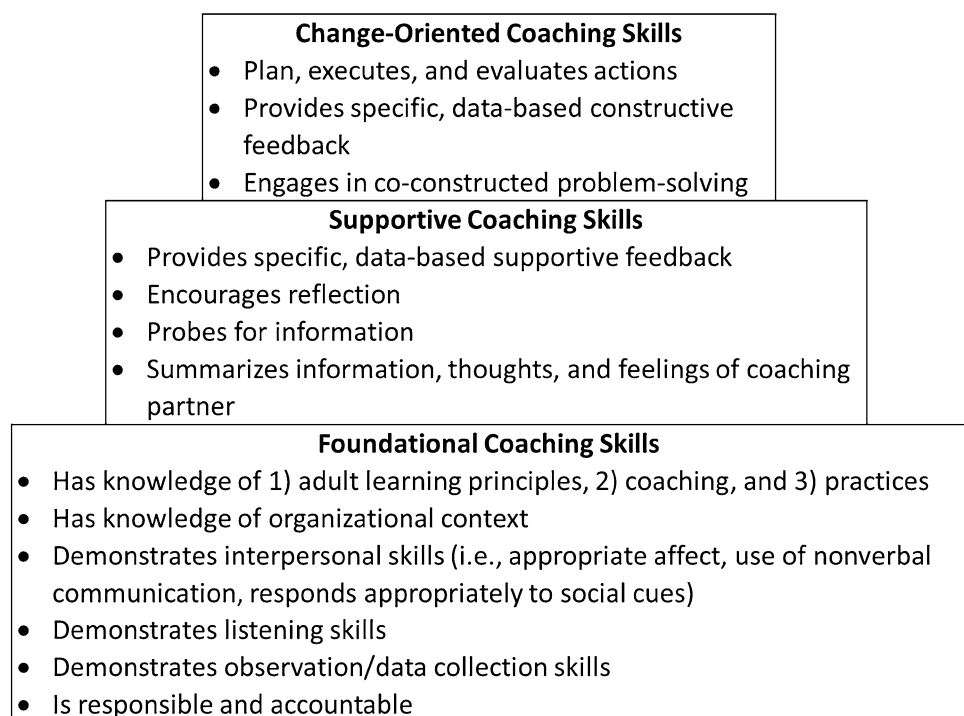 Change-Oriented Coaching Skills
• Plan, executes, and evaluates actions
• Provides specific, data-based constructive
feedback
• Engages in co-constructed problem-solving
Supportive Coaching Skills
• Provides specific, data-based supportive feedback
• Encourages reflection
• Probes for information
• Summarizes information, thoughts, and feelings of coaching
partner
Foundational Coaching Skills
• Has knowledge of 1) adult learning principles, 2) coaching, and 3) practices
• Has knowledge of organizational context
• Demonstrates interpersonal skills (i.e., appropriate affect, use of nonverbal
communication, responds appropriately to social cues)
• Demonstrates listening skills
• Demonstrates observation/data collection skills
• Is responsible and accountable